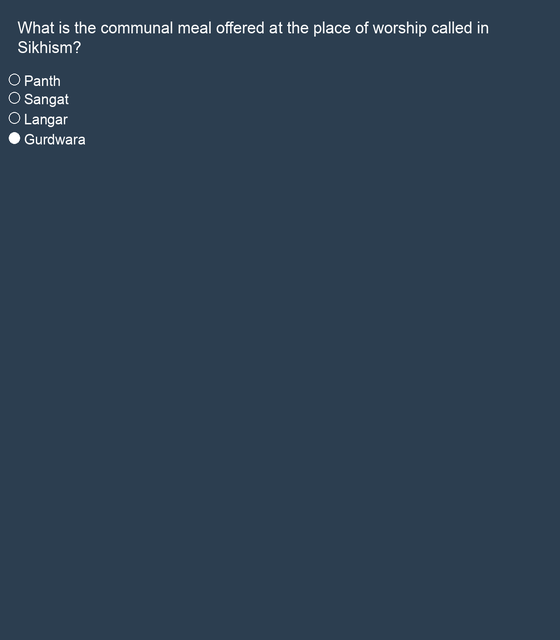 What is the communal meal offered at the place of worship called in
Sikhism?
Panth
Sangat
Langar
Gurdwara